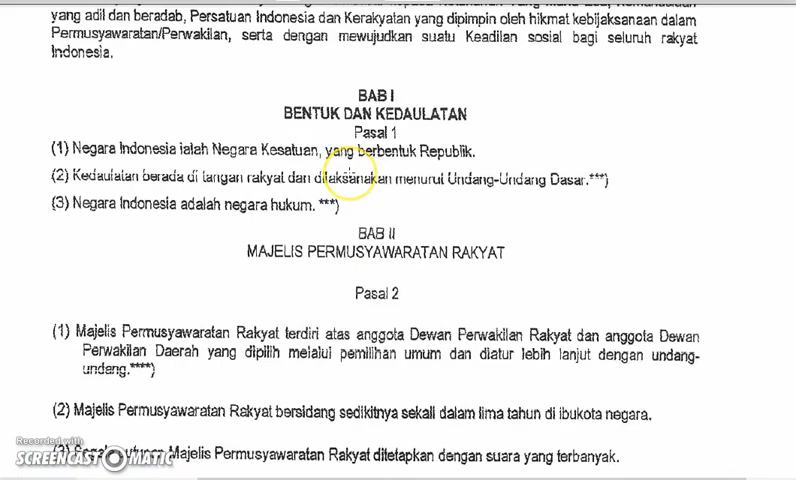 yang adil dan beradab, Persatuan Indonesia dan Kerakyatan yang dipimpin oleh hikmat kebijaksanaan dalam
Permusyawaratan/Perwakilan, serta dengan mewujudkan suatu Keadilan sosial bagi seluruh rakyat
Indonesia.
BAB I
BENTUK DAN KEDAULATAN
Pasal 1
(1) Negara Indonesia ialah Negara Kesatuan, yang berbentuk Republik.
(2) Kedaulatan berada di tangan rakyat dan dilaksanakan menurut Undang-Undang Dasar.***)
(3) Negara Indonesia adalah negara hukum. ***)
BAB II
MAJELIS PERMUSYAWARATAN RAKYAT
Pasal 2
(1) Majelis Permusyawaratan Rakyat terdiri atas anggota Dewan Perwakilan Rakyat dan anggota Dewan
Perwakilan Daerah yang dipilih melalui pemilihan umum dan diatur lebih lanjut dengan undang-
undang.****)
(2) Majelis Permusyawaratan Rakyat bersidang sedikitnya sekali dalam lima tahun di ibukota negara.
Recorded with
(3) Majelis Permusyawaratan Rakyat ditetapkan dengan suara yang terbanyak.
SCREENCAST-O-MATIC